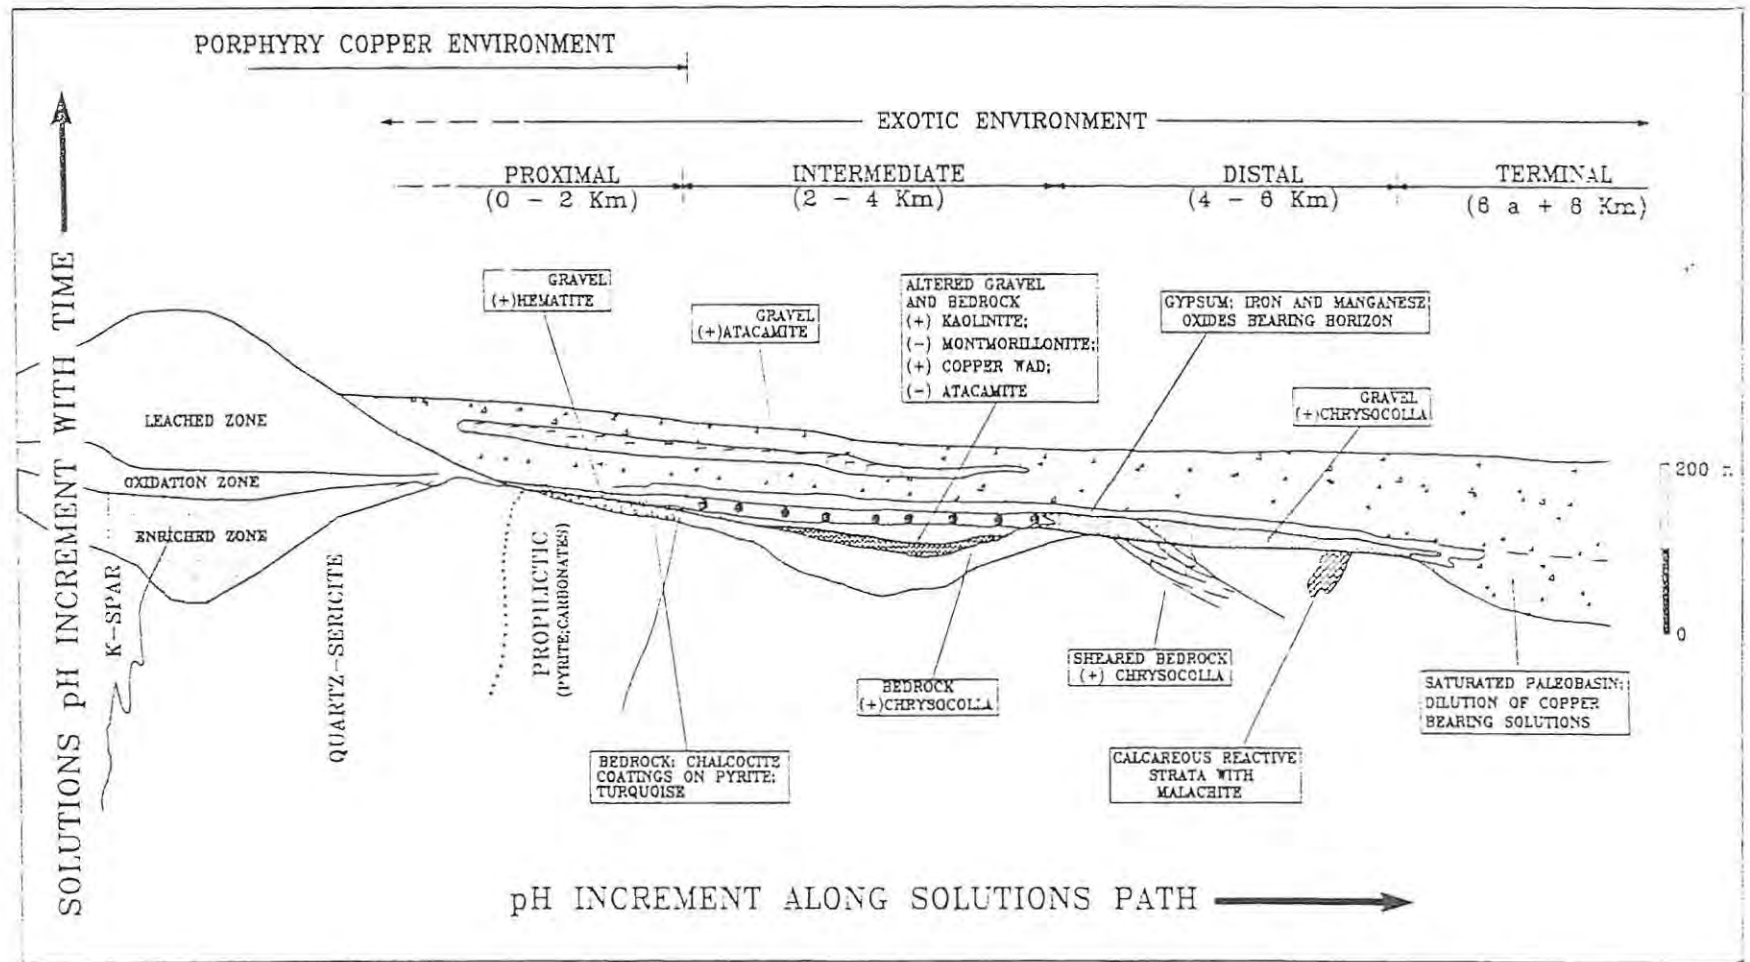 PORPHYRY COPPER ENVIRONMENT
EXOTIC ENVIRONMENT
PROXIMAL
(0 - 2 Km)
INTERMEDIATE
(2 - 4 Km)
DISTAL
(4 - 6 Km)
TERMINAL
(6 a + 8 Km)
SOLUTIONS pH INCREMENT WITH TIME
GRAVEL
(+)HEMATITE
GRAVEL
(+)ATACAMITE
ALTERED GRAVEL
AND BEDROCK
(+) KAOLINITE;
(-) MONTMORILLONITE;
(+) COPPER WAD;
(-) ATACAMITE
GYPSUM; IRON AND MANGANESE
OXIDES BEARING HORIZON
GRAVEL
(+)CHRYSOCOLLA
LEACHED ZONE
OXIDATION ZONE
ENRICHED ZONE
K-SPAR
QUARTZ-SERICITE
PROPILICTIC
(PYRITE;CARBONATES)
200 m.
0
BEDROCK; CHALCOCITE
COATINGS ON PYRITE;
TURQUOISE
BEDROCK
(+)CHRYSOCOLLA
SHEARED BEDROCK
(+) CHRYSOCOLLA
CALCAREOUS REACTIVE
STRATA WITH
MALACHITE
SATURATED PALEOBASIN;
DILUTION OF COPPER
BEARING SOLUTIONS
pH INCREMENT ALONG SOLUTIONS PATH